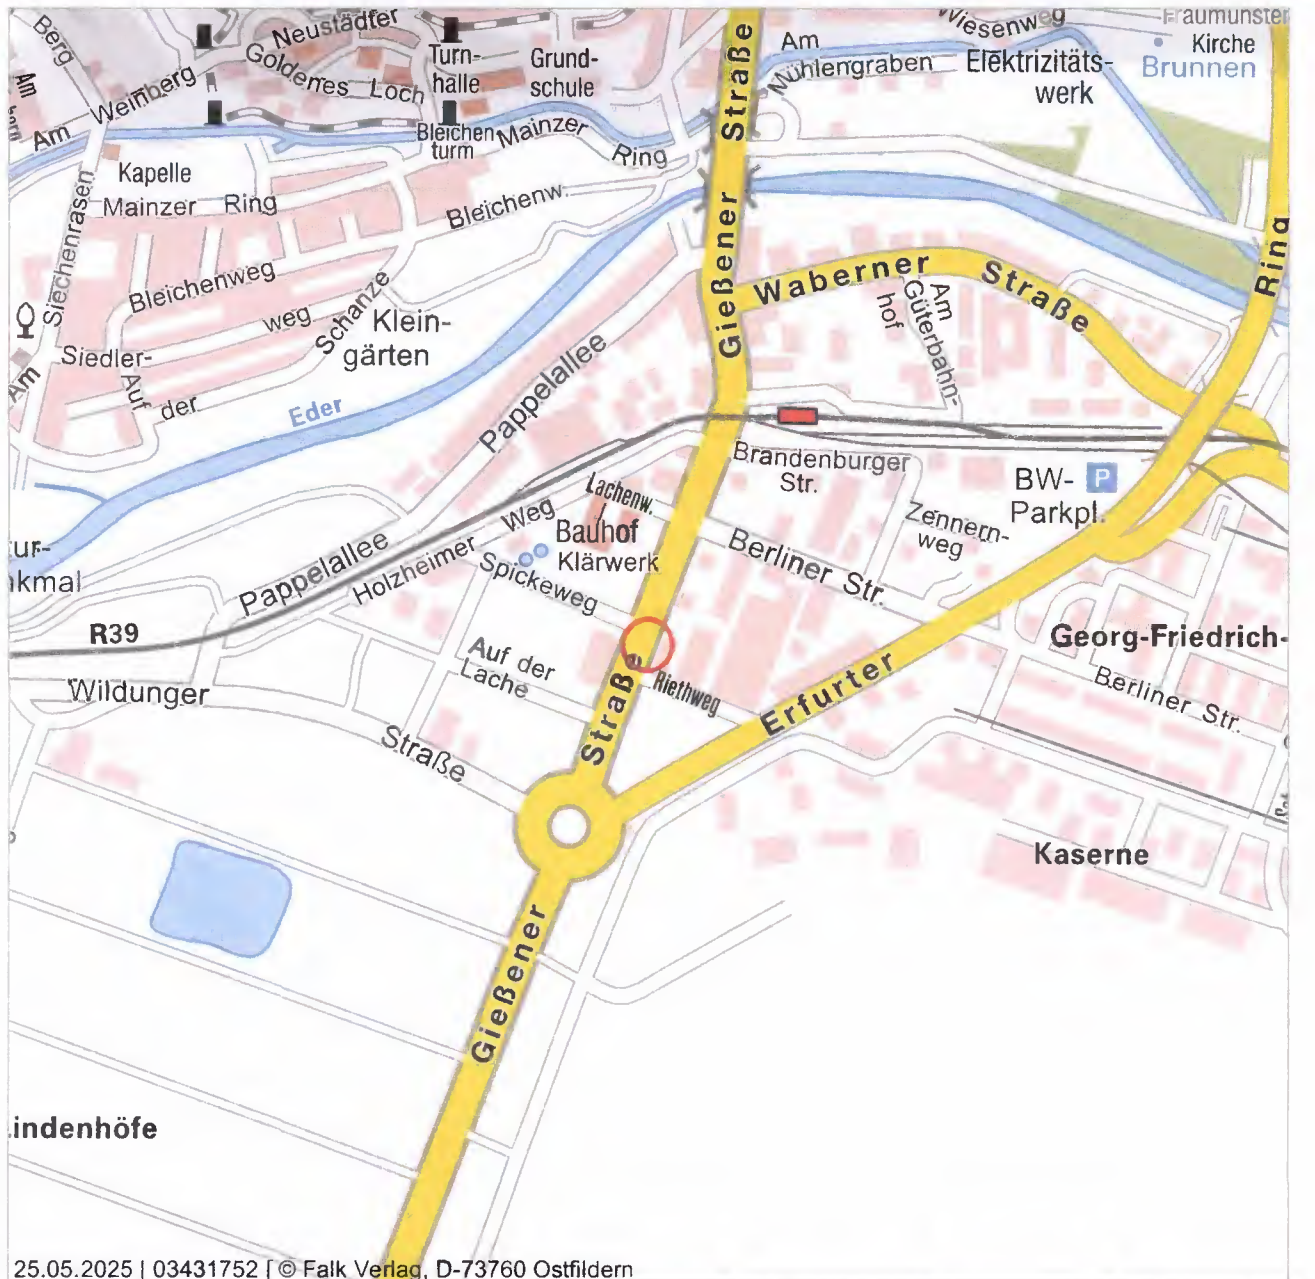 Berg
Neustädter
Goldernes Loch
Turn-
halle
Grund-
schule
Am
Weinberg
Am
Bleichen
turm
Mainzer
Ring
Gießener Straße
Am
Mühlengraben
Wiesenweg
Elektrizitäts-
werk
Fraumünster
Kirche
Brunnen
Kapelle
Mainzer Ring
Siechenrasen
Bleichenw.
Bleichenweg
weg
Schanze
Klein-
gärten
Siedler-
Auf
der
Am
Eder
Pappelallee
Waberner Straße
Am
Güterbahn-
hof
Ring
Brandenburger
Str.
BW-
Parkpl.
P
Zennern-
weg
Lachenw.
Bauhof
Klärwerk
Weg
Holzheimer
Spickeweg
Pappelallee
Berliner Str.
ur-
kmal
R39
Wildunger
Straße
Auf der
Lache
Straße
Riethweg
Erfurter
Georg-Friedrich-
Berliner Str.
Kaserne
Gießener
indenhöfe
25.05.2025 | 03431752 | © Falk Verlag, D-73760 Ostfildern